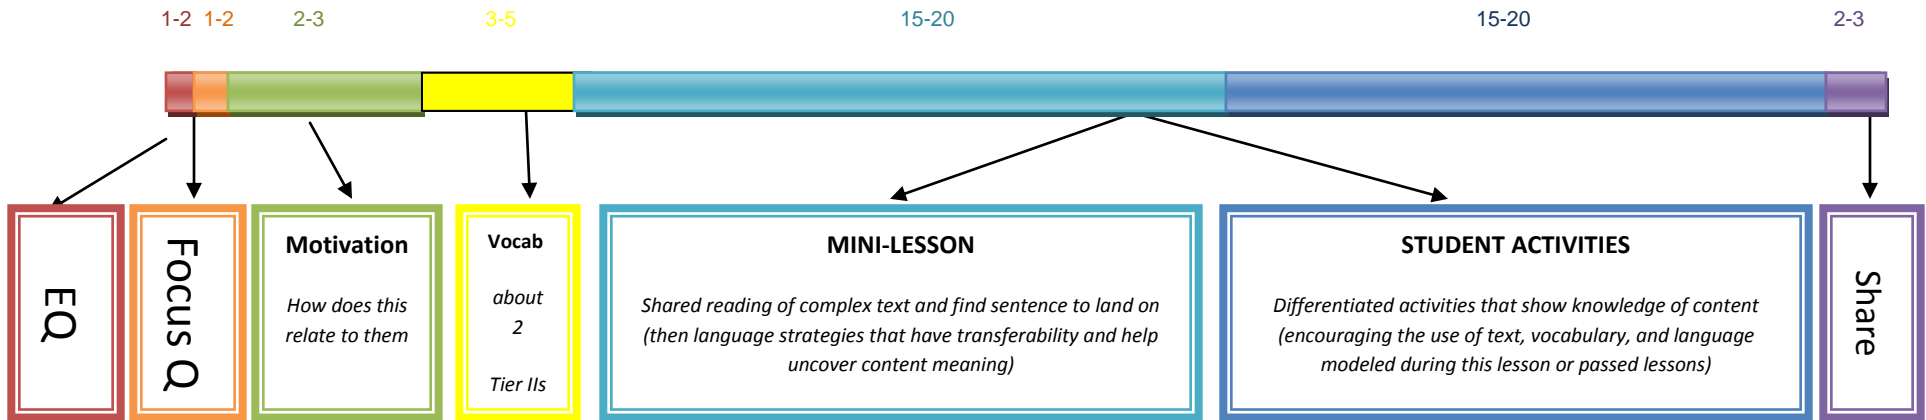 1-2 1-2 2-3 3-5 15-20 15-20 2-3
EQ
Focus Q
Motivation
How does this
relate to them
Vocab
about
2
Tier IIs
MINI-LESSON
Shared reading of complex text and find sentence to land on
(then language strategies that have transferability and help
uncover content meaning)
STUDENT ACTIVITIES
Differentiated activities that show knowledge of content
(encouraging the use of text, vocabulary, and language
modeled during this lesson or passed lessons)
Share